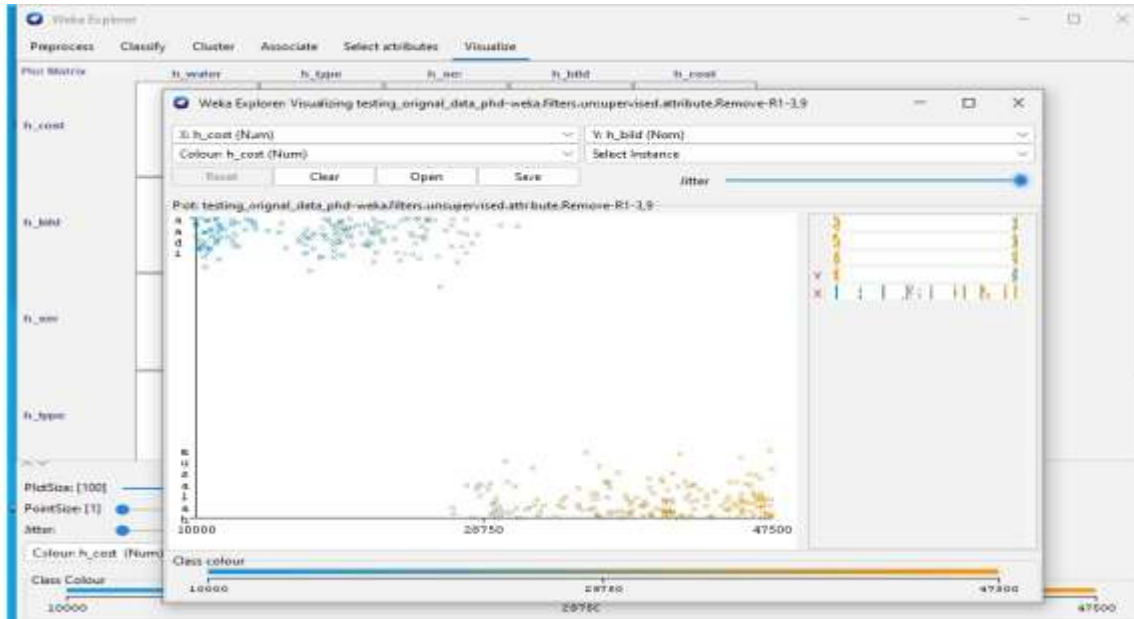 Weka Explorer
Preprocess Classify Cluster Associate Select attributes Visualize
Plot Matrix h_water h_type h_ser h_bild h_cost
Weka Explorer: Visualizing testing_orignal_data_phd-weka.filters.unsupervised.attribute.Remove-R1-3,9
h_cost
X: h_cost (Num) Y: h_bild (Nom)
Colour: h_cost (Num) Select Instance
Reset Clear Open Save Jitter
Plot: testing_orignal_data_phd-weka.filters.unsupervised.attribute.Remove-R1-3,9
h_bild
Y
X
h_ser
h_type
10000 28750 47500
PlotSize: [100]
PointSize: [1]
Jitter:
Colour: h_cost (Num)
Class colour
10000 28750 47500
Class Colour
10000 28750 47500